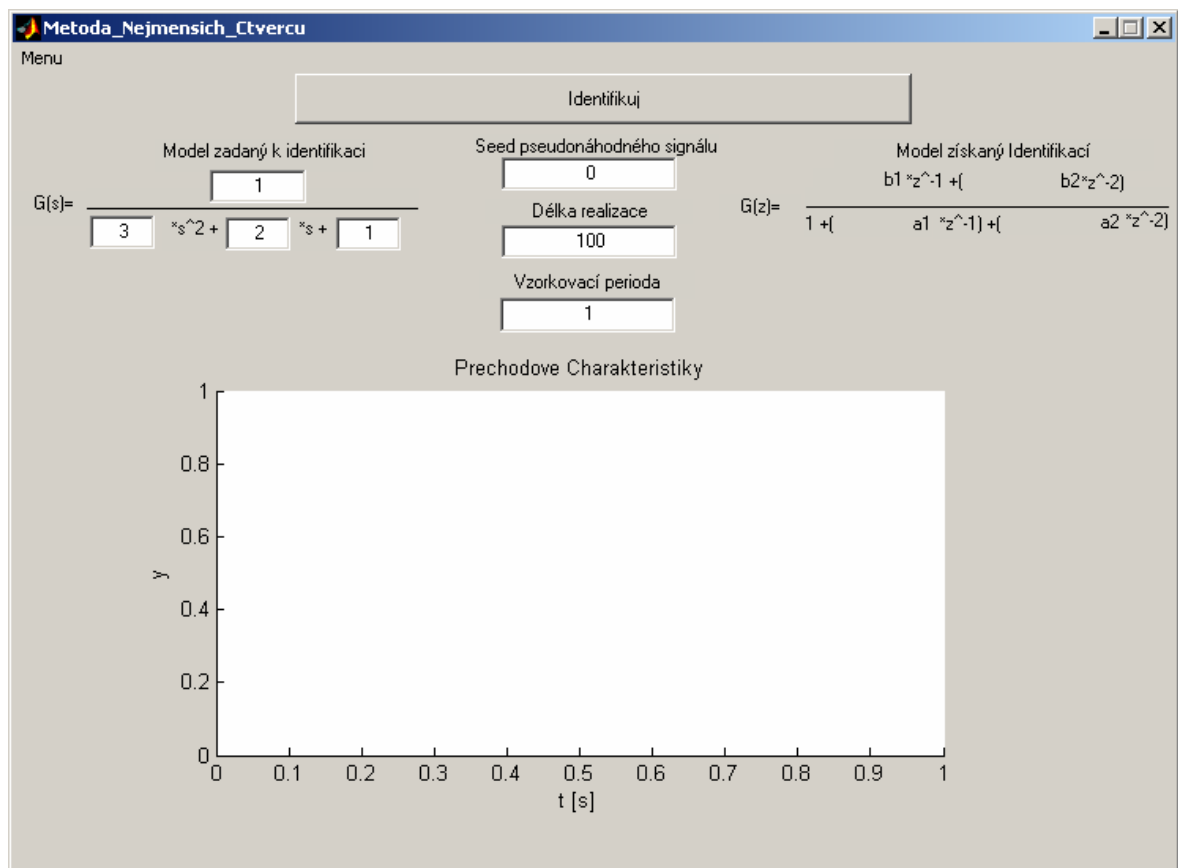 Metoda_Nejmensich_Ctvercu
Menu
Identifikuj
Model zadaný k identifikaci
G(s)=
1
3 *s^2 + 2 *s + 1
Seed pseudonáhodného signálu
0
Délka realizace
100
Vzorkovací perioda
1
Model získaný Identifikací
G(z)=
b1 *z^-1 +( b2*z^-2)
1 +( a1 *z^-1) +( a2 *z^-2)
Prechodove Charakteristiky
1
0.8
0.6
0.4
0.2
0
y
0 0.1 0.2 0.3 0.4 0.5 0.6 0.7 0.8 0.9 1
t [s]